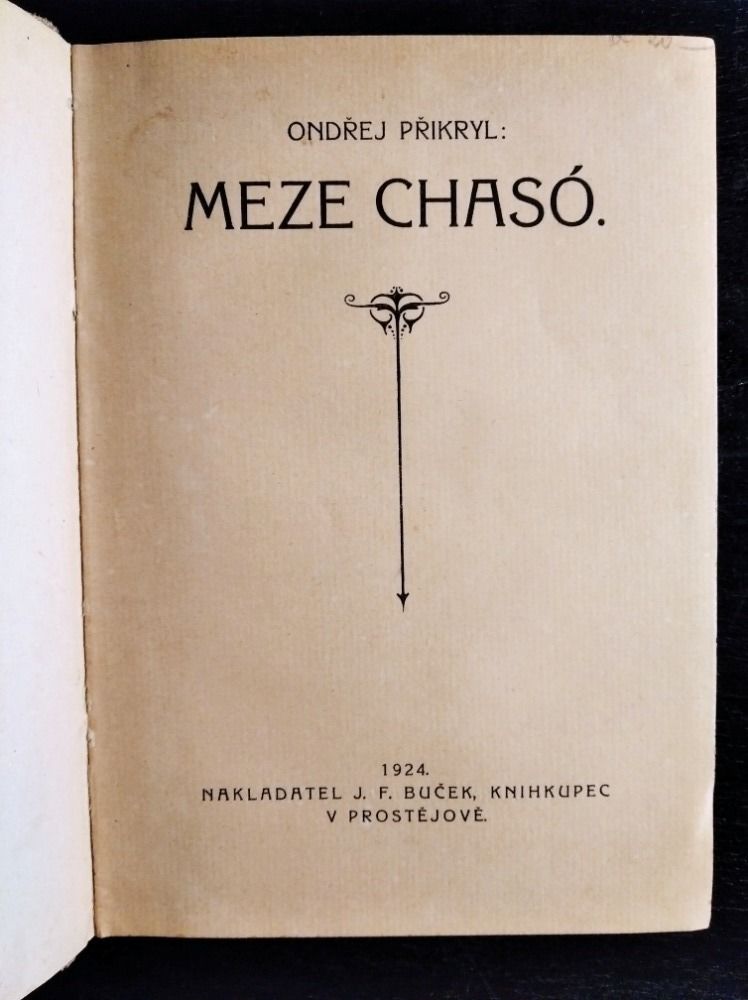 ONDŘEJ PŘIKRYL:
MEZE CHASÓ.
1924.
NAKLADATEL J. F. BUČEK, KNIHKUPEC
V PROSTĚJOVĚ.